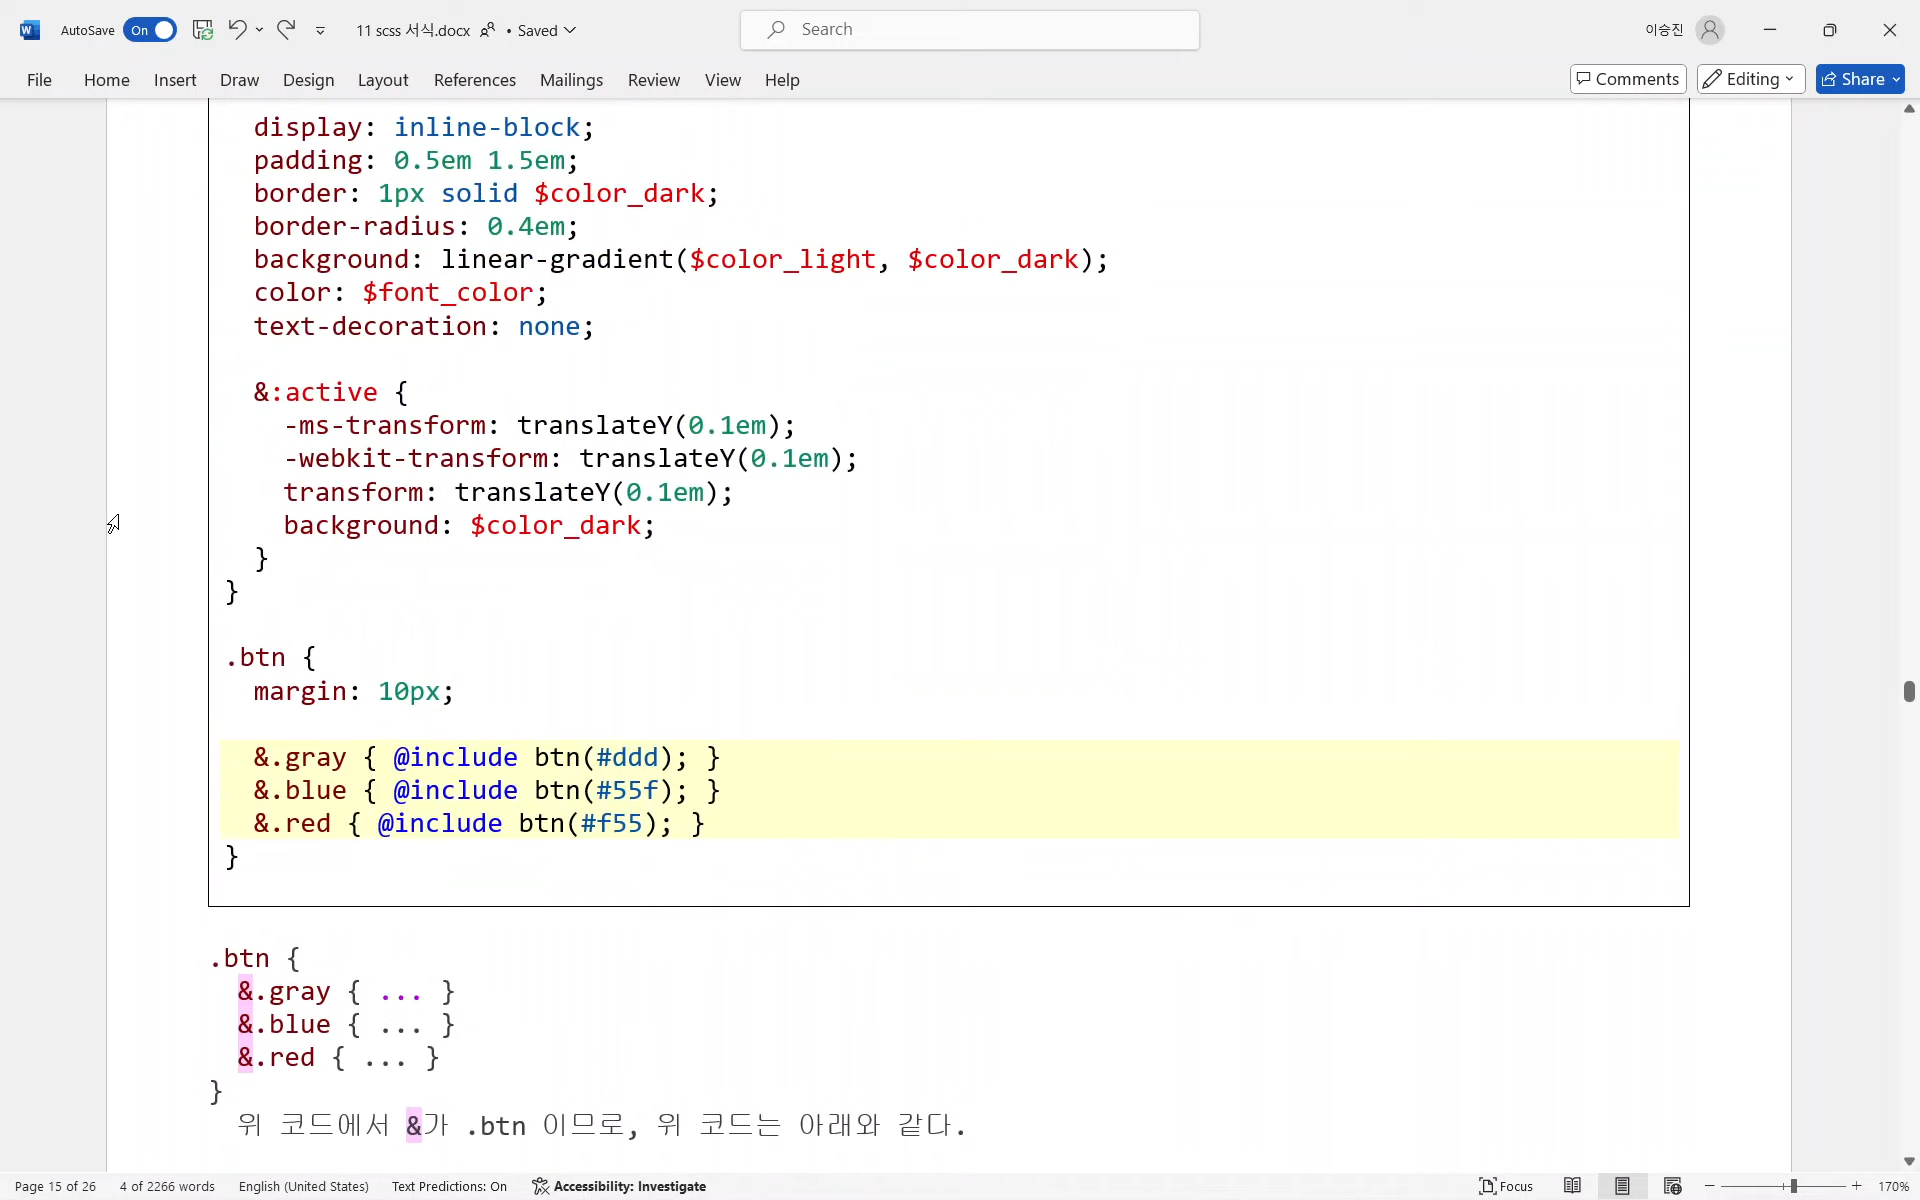 AutoSave On 11 scss 서식.docx • Saved Search 이승진
File Home Insert Draw Design Layout References Mailings Review View Help Comments Editing Share
display: inline-block;
padding: 0.5em 1.5em;
border: 1px solid $color_dark;
border-radius: 0.4em;
background: linear-gradient($color_light, $color_dark);
color: $font_color;
text-decoration: none;
&:active {
-ms-transform: translateY(0.1em);
-webkit-transform: translateY(0.1em);
transform: translateY(0.1em);
background: $color_dark;
}
}
.btn {
margin: 10px;
&.gray { @include btn(#ddd); }
&.blue { @include btn(#55f); }
&.red { @include btn(#f55); }
}
.btn {
&.gray { ... }
&.blue { ... }
&.red { ... }
}
위 코드에서 &가 .btn 이므로, 위 코드는 아래와 같다.
Page 15 of 26 4 of 2266 words English (United States) Text Predictions: On Accessibility: Investigate Focus 170%